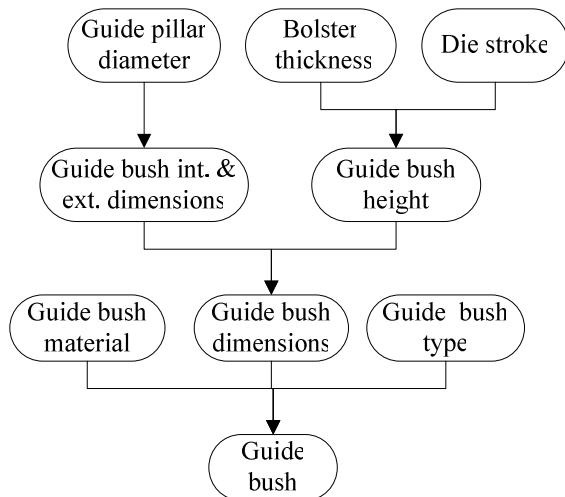 Guide pillar
diameter
Bolster
thickness
Die stroke
Guide bush int. &
ext. dimensions
Guide bush
height
Guide bush
material
Guide bush
dimensions
Guide bush
type
Guide
bush